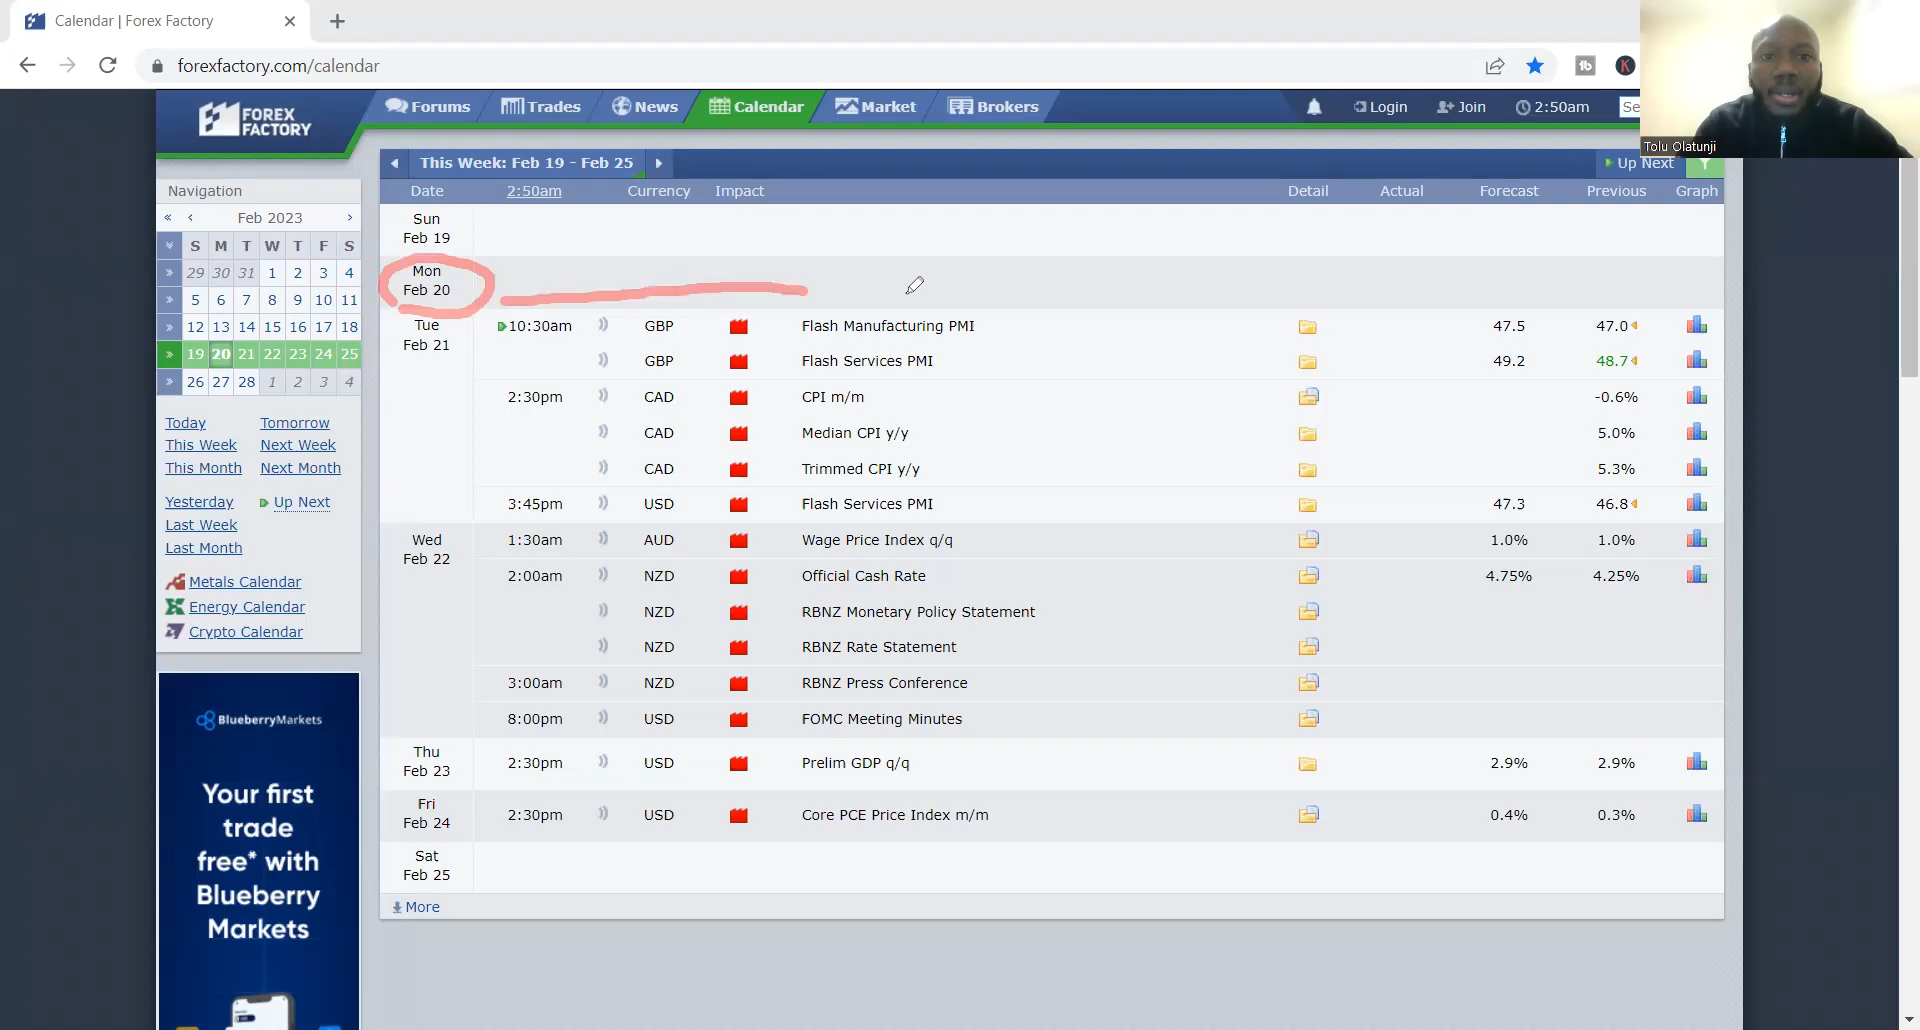 Calendar | Forex Factory
forexfactory.com/calendar
FOREX FACTORY
Forums Trades News Calendar Market Brokers Login Join 2:50am Se
Tolu Olatunji
This Week: Feb 19 - Feb 25 Up Next
Date 2:50am Currency Impact Detail Actual Forecast Previous Graph
Sun
Feb 19
Mon
Feb 20
Tue
Feb 21
10:30am GBP Flash Manufacturing PMI 47.5 47.0
GBP Flash Services PMI 49.2 48.7
2:30pm CAD CPI m/m -0.6%
CAD Median CPI y/y 5.0%
CAD Trimmed CPI y/y 5.3%
3:45pm USD Flash Services PMI 47.3 46.8
Wed
Feb 22
1:30am AUD Wage Price Index q/q 1.0% 1.0%
2:00am NZD Official Cash Rate 4.75% 4.25%
NZD RBNZ Monetary Policy Statement
NZD RBNZ Rate Statement
3:00am NZD RBNZ Press Conference
8:00pm USD FOMC Meeting Minutes
Thu
Feb 23
2:30pm USD Prelim GDP q/q 2.9% 2.9%
Fri
Feb 24
2:30pm USD Core PCE Price Index m/m 0.4% 0.3%
Sat
Feb 25
More
Navigation
« ‹ Feb 2023 ›
S M T W T F S
» 29 30 31 1 2 3 4
» 5 6 7 8 9 10 11
» 12 13 14 15 16 17 18
» 19 20 21 22 23 24 25
» 26 27 28 1 2 3 4
Today Tomorrow
This Week Next Week
This Month Next Month
Yesterday Up Next
Last Week
Last Month
Metals Calendar
Energy Calendar
Crypto Calendar
BlueberryMarkets
Your first
trade
free* with
Blueberry
Markets